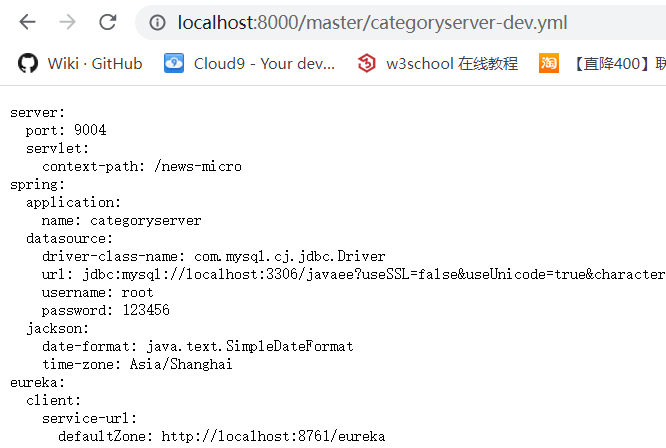 localhost:8000/master/categoryserver-dev.yml
Wiki · GitHub Cloud9 - Your dev... w3school 在线教程 淘 【直降400】联
server:
  port: 9004
  servlet:
    context-path: /news-micro
spring:
  application:
    name: categoryserver
  datasource:
    driver-class-name: com.mysql.cj.jdbc.Driver
    url: jdbc:mysql://localhost:3306/javaee?useSSL=false&useUnicode=true&character
    username: root
    password: 123456
  jackson:
    date-format: java.text.SimpleDateFormat
    time-zone: Asia/Shanghai
eureka:
  client:
    service-url:
      defaultZone: http://localhost:8761/eureka